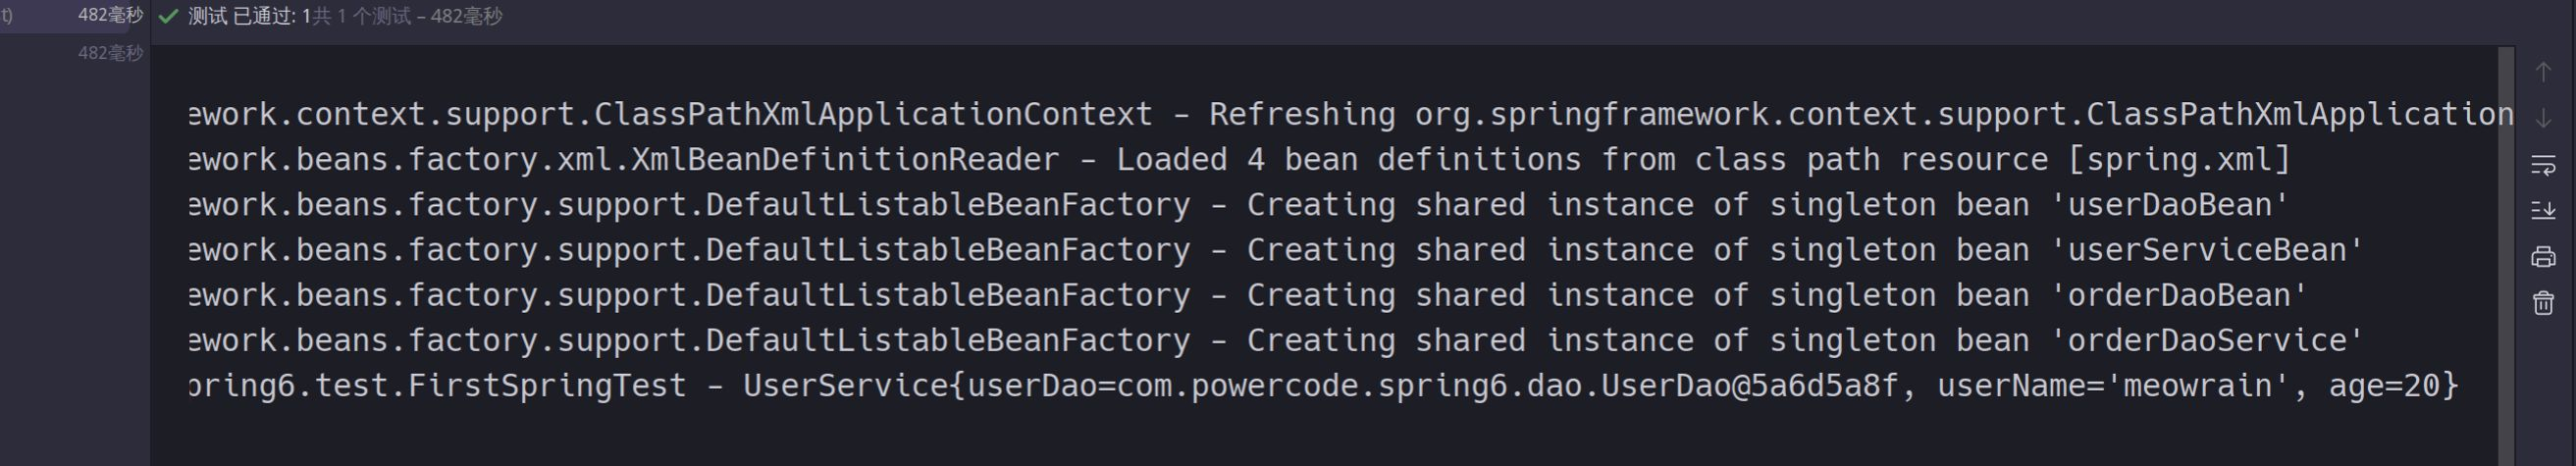 t) 482毫秒 测试 已通过: 1共 1 个测试 – 482毫秒
482毫秒
ework.context.support.ClassPathXmlApplicationContext - Refreshing org.springframework.context.support.ClassPathXmlApplication
ework.beans.factory.xml.XmlBeanDefinitionReader - Loaded 4 bean definitions from class path resource [spring.xml]
ework.beans.factory.support.DefaultListableBeanFactory - Creating shared instance of singleton bean 'userDaoBean'
ework.beans.factory.support.DefaultListableBeanFactory - Creating shared instance of singleton bean 'userServiceBean'
ework.beans.factory.support.DefaultListableBeanFactory - Creating shared instance of singleton bean 'orderDaoBean'
ework.beans.factory.support.DefaultListableBeanFactory - Creating shared instance of singleton bean 'orderDaoService'
pring6.test.FirstSpringTest - UserService{userDao=com.powercode.spring6.dao.UserDao@5a6d5a8f, userName='meowrain', age=20}